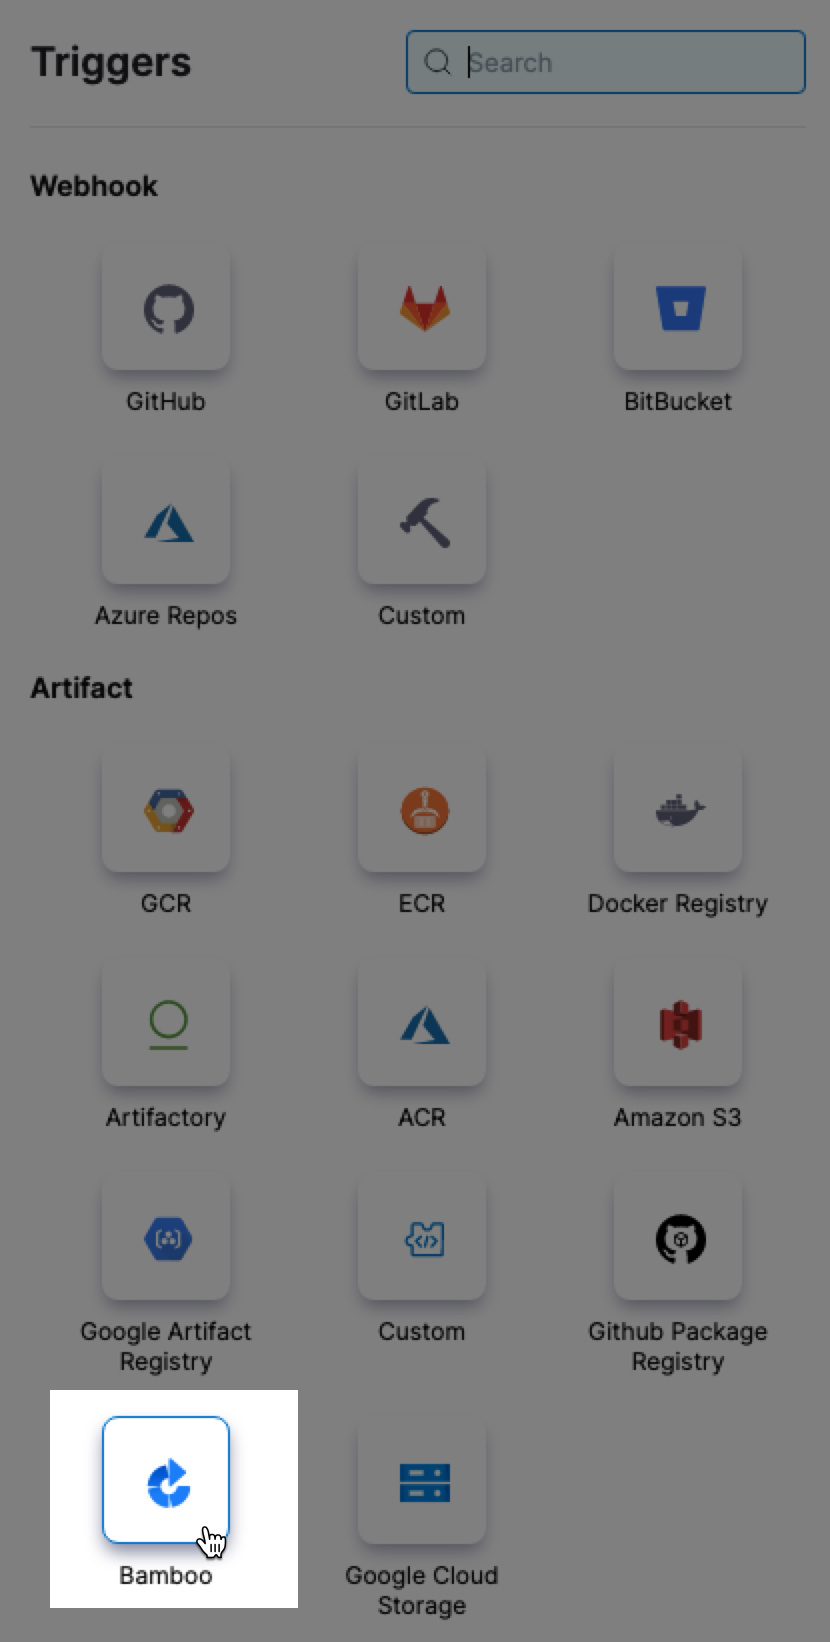 Triggers
Search
Webhook
GitHub
GitLab
BitBucket
Azure Repos
Custom
Artifact
GCR
ECR
Docker Registry
Artifactory
ACR
Amazon S3
Google Artifact
Registry
Custom
Github Package
Registry
Bamboo
Google Cloud
Storage